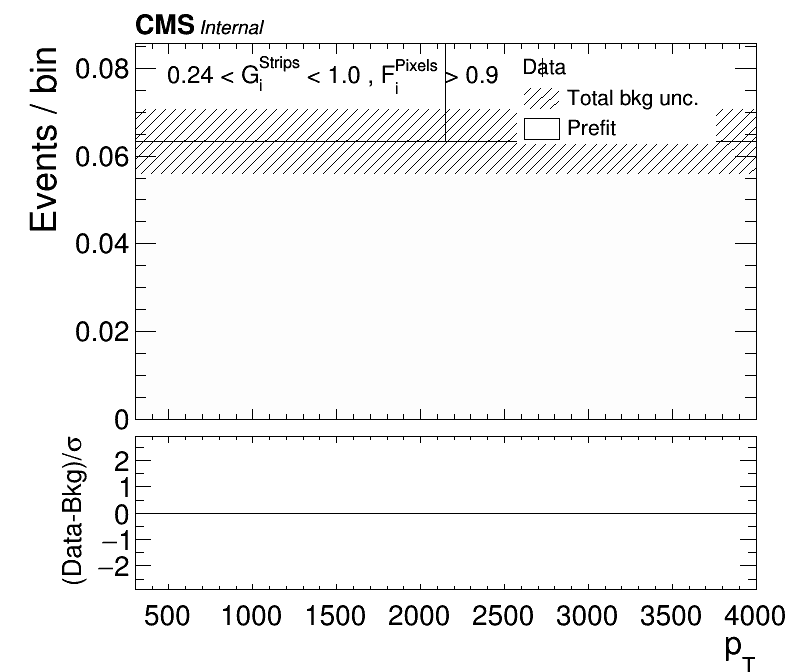 CMS Internal
Events / bin
0.24 < G_i^Strips < 1.0 , F_i^Pixels > 0.9
Data
Total bkg unc.
Prefit
0.08
0.06
0.04
0.02
0
(Data-Bkg)/σ
2
1
0
−1
−2
500 1000 1500 2000 2500 3000 3500 4000
p_T